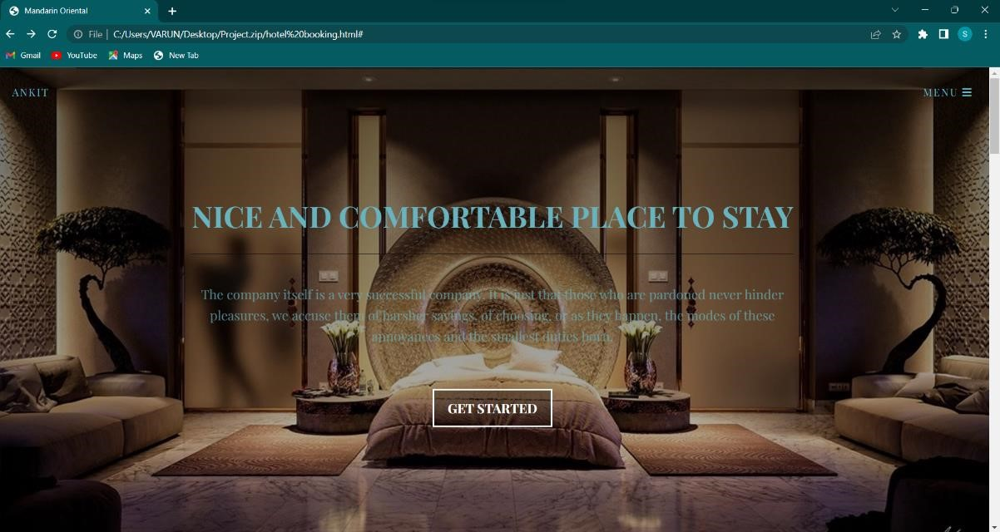 Mandarin Oriental
File | C:/Users/VARUN/Desktop/Project.zip/hotel%20booking.html#
S
Gmail YouTube Maps New Tab
ANKIT
MENU
NICE AND COMFORTABLE PLACE TO STAY
The company itself is a very successful company. It is just that those who are pardoned never hinder
pleasures, we accuse them of harsher sayings, of choosing, or as they happen, the modes of these
annoyances and the smallest duties born.
GET STARTED